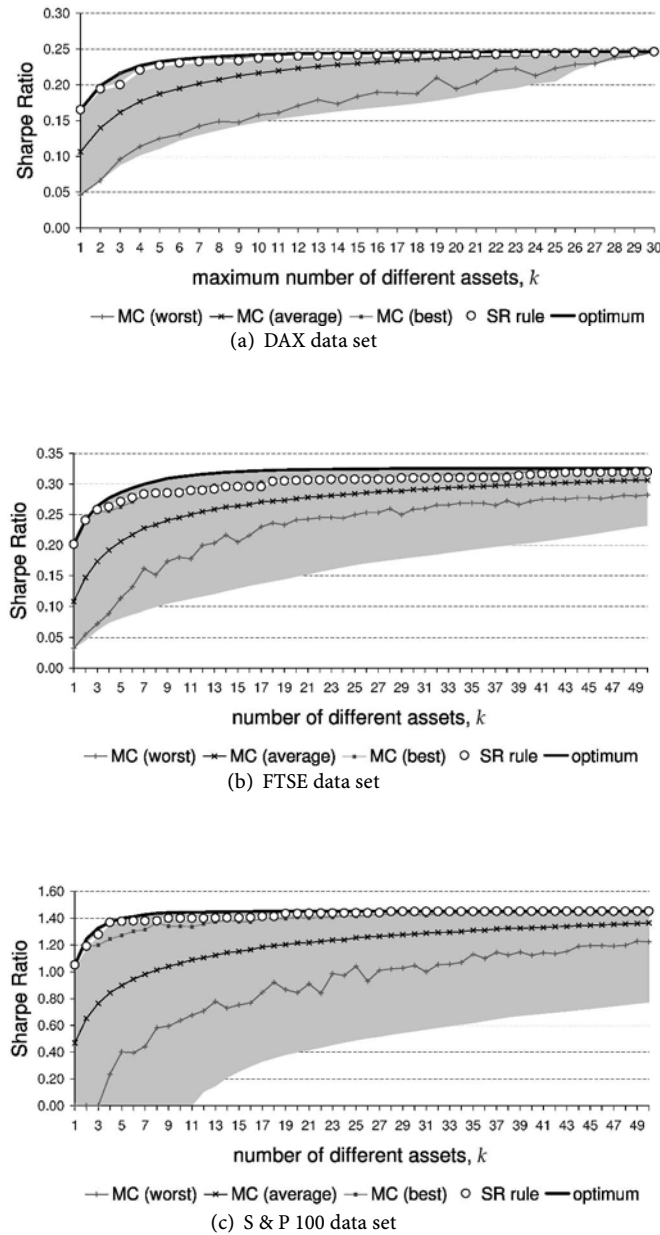 0.30
0.25
0.20
0.15
0.10
0.05
0.00
Sharpe Ratio
1 2 3 4 5 6 7 8 9 10 11 12 13 14 15 16 17 18 19 20 21 22 23 24 25 26 27 28 29 30
maximum number of different assets, k
MC (worst) MC (average) MC (best) SR rule optimum
(a) DAX data set
0.35
0.30
0.25
0.20
0.15
0.10
0.05
0.00
Sharpe Ratio
1 3 5 7 9 11 13 15 17 19 21 23 25 27 29 31 33 35 37 39 41 43 45 47 49
number of different assets, k
MC (worst) MC (average) MC (best) SR rule optimum
(b) FTSE data set
1.60
1.40
1.20
1.00
0.80
0.60
0.40
0.20
0.00
Sharpe Ratio
1 3 5 7 9 11 13 15 17 19 21 23 25 27 29 31 33 35 37 39 41 43 45 47 49
number of different assets, k
MC (worst) MC (average) MC (best) SR rule optimum
(c) S & P 100 data set